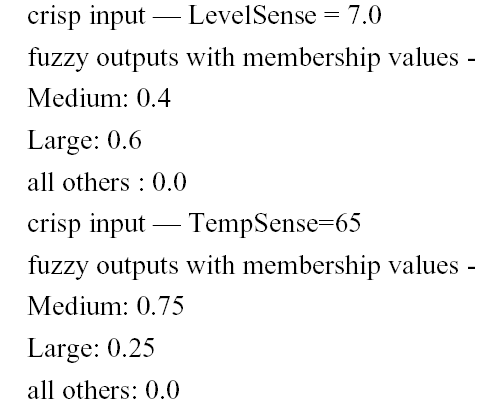 crisp input — LevelSense = 7.0
fuzzy outputs with membership values -
Medium: 0.4
Large: 0.6
all others : 0.0
crisp input — TempSense=65
fuzzy outputs with membership values -
Medium: 0.75
Large: 0.25
all others: 0.0